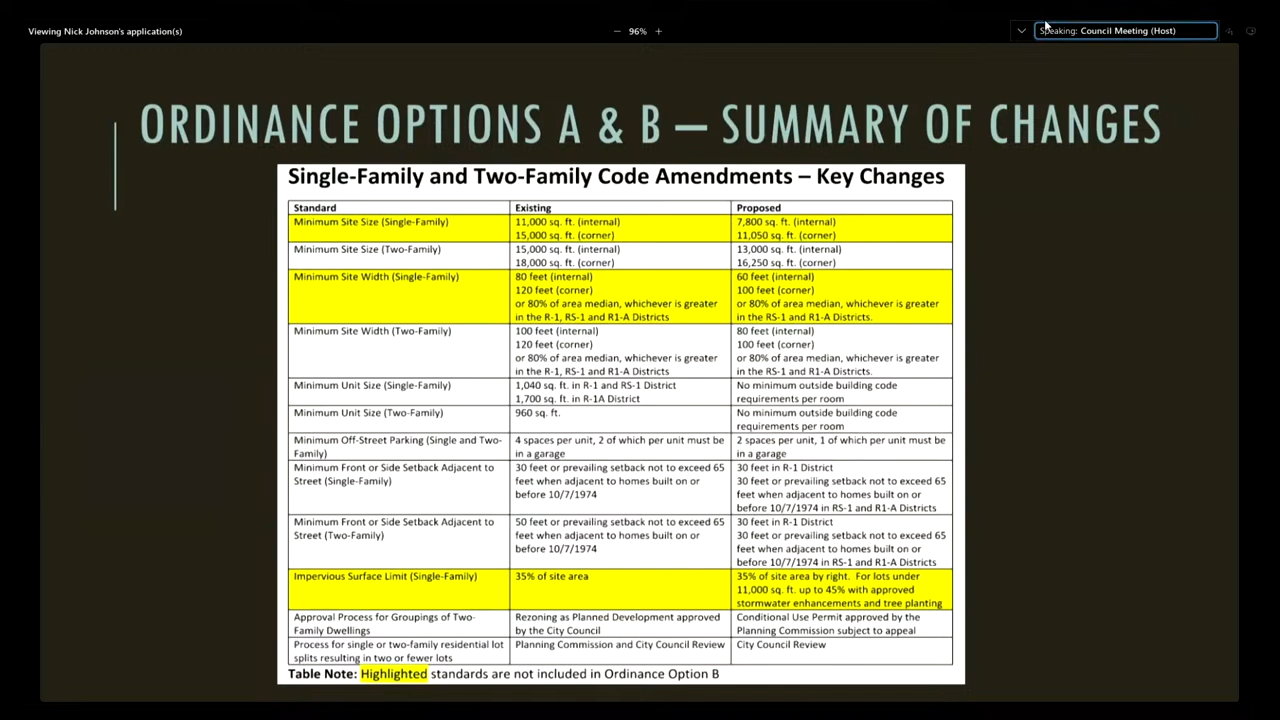 Viewing Nick Johnson's application(s)
— 96% +
Speaking: Council Meeting (Host)
ORDINANCE OPTIONS A & B – SUMMARY OF CHANGES
Single-Family and Two-Family Code Amendments – Key Changes
Standard Existing Proposed
Minimum Site Size (Single-Family) 11,000 sq. ft. (internal) 7,800 sq. ft. (internal)
15,000 sq. ft. (corner) 11,050 sq. ft. (corner)
Minimum Site Size (Two-Family) 15,000 sq. ft. (internal) 13,000 sq. ft. (internal)
18,000 sq. ft. (corner) 16,250 sq. ft. (corner)
Minimum Site Width (Single-Family) 80 feet (internal) 60 feet (internal)
120 feet (corner) 100 feet (corner)
or 80% of area median, whichever is greater or 80% of area median, whichever is greater
in the R-1, RS-1 and R1-A Districts in the RS-1 and R1-A Districts.
Minimum Site Width (Two-Family) 100 feet (internal) 80 feet (internal)
120 feet (corner) 100 feet (corner)
or 80% of area median, whichever is greater or 80% of area median, whichever is greater
in the R-1, RS-1 and R1-A Districts in the RS-1 and R1-A Districts.
Minimum Unit Size (Single-Family) 1,040 sq. ft. in R-1 and RS-1 District No minimum outside building code
1,700 sq. ft. in R-1A District requirements per room
Minimum Unit Size (Two-Family) 960 sq. ft. No minimum outside building code
requirements per room
Minimum Off-Street Parking (Single and Two- 4 spaces per unit, 2 of which per unit must be 2 spaces per unit, 1 of which per unit must be
Family) in a garage in a garage
Minimum Front or Side Setback Adjacent to 30 feet or prevailing setback not to exceed 65 30 feet in R-1 District
Street (Single-Family) feet when adjacent to homes built on or 30 feet or prevailing setback not to exceed 65
before 10/7/1974 feet when adjacent to homes built on or
before 10/7/1974 in RS-1 and R1-A Districts
Minimum Front or Side Setback Adjacent to 50 feet or prevailing setback not to exceed 65 30 feet in R-1 District
Street (Two-Family) feet when adjacent to homes built on or 30 feet or prevailing setback not to exceed 65
before 10/7/1974 feet when adjacent to homes built on or
before 10/7/1974 in RS-1 and R1-A Districts
Impervious Surface Limit (Single-Family) 35% of site area 35% of site area by right. For lots under
11,000 sq. ft. up to 45% with approved
stormwater enhancements and tree planting
Approval Process for Groupings of Two- Rezoning as Planned Development approved Conditional Use Permit approved by the
Family Dwellings by the City Council Planning Commission subject to appeal
Process for single or two-family residential lot Planning Commission and City Council Review City Council Review
splits resulting in two or fewer lots
Table Note: Highlighted standards are not included in Ordinance Option B